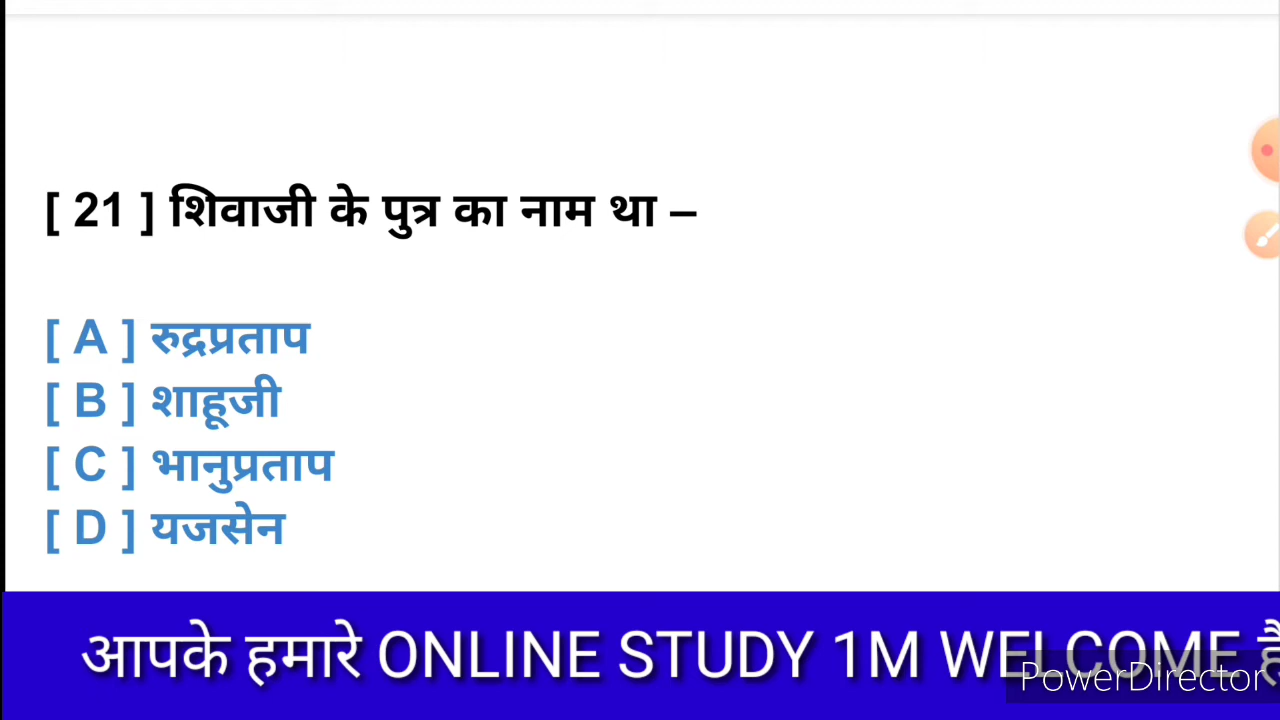 [ 21 ] शिवाजी के पुत्र का नाम था –
[ A ] रुद्रप्रताप
[ B ] शाहूजी
[ C ] भानुप्रताप
[ D ] यजसेन
आपके हमारे ONLINE STUDY 1M WELCOME है
PowerDirector